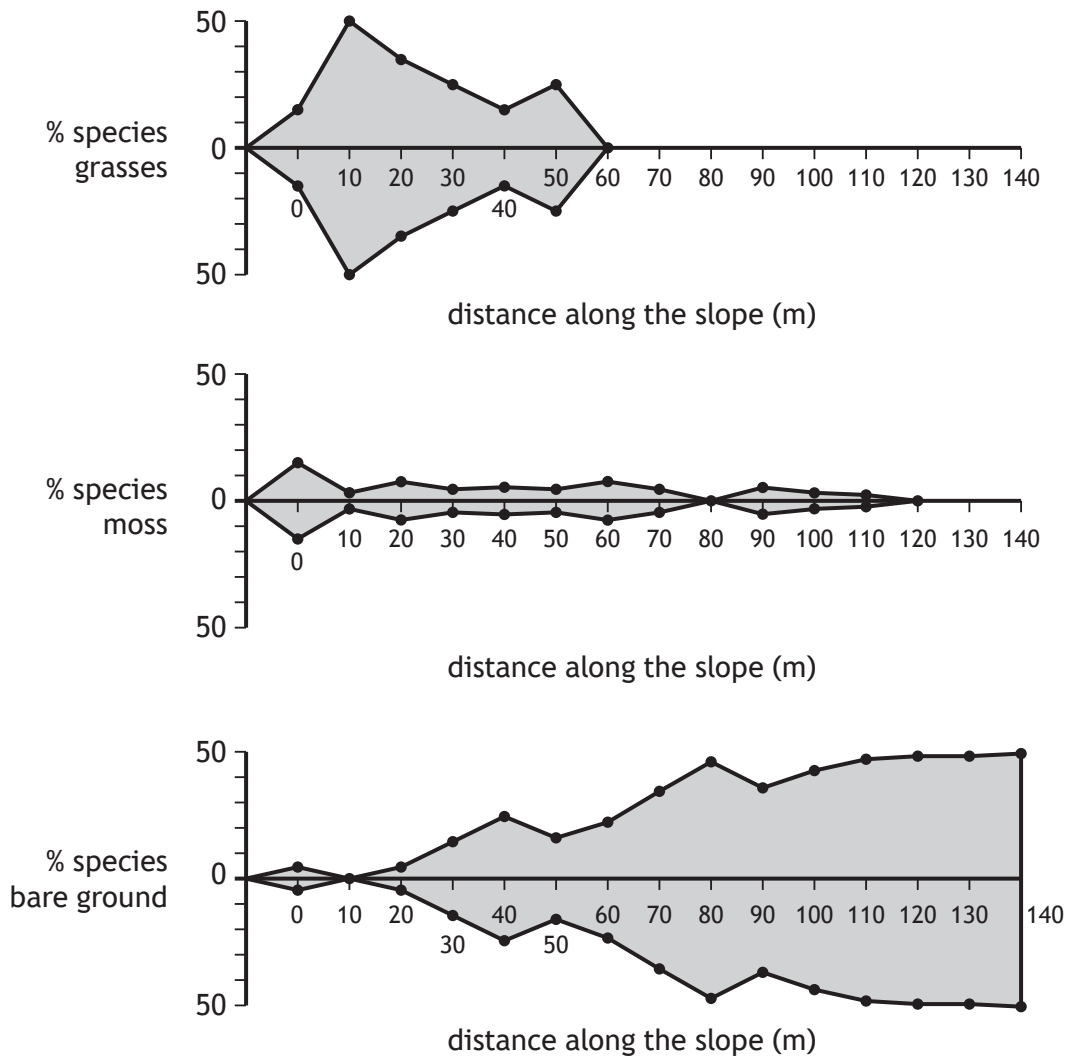 50
% species
grasses
0
10 20 30 50 60 70 80 90 100 110 120 130 140
0 40
50
distance along the slope (m)
50
% species
moss
0
10 20 30 40 50 60 70 80 90 100 110 120 130 140
0
50
distance along the slope (m)
50
% species
bare ground
0
0 10 20 40 60 70 80 90 100 110 120 130 140
30 50
50
distance along the slope (m)